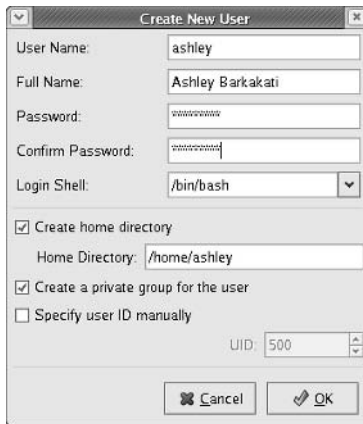 Create New User
User Name: ashley
Full Name: Ashley Barkakati
Password: ********
Confirm Password: ********
Login Shell: /bin/bash
Create home directory
Home Directory: /home/ashley
Create a private group for the user
Specify user ID manually
UID: 500
Cancel OK